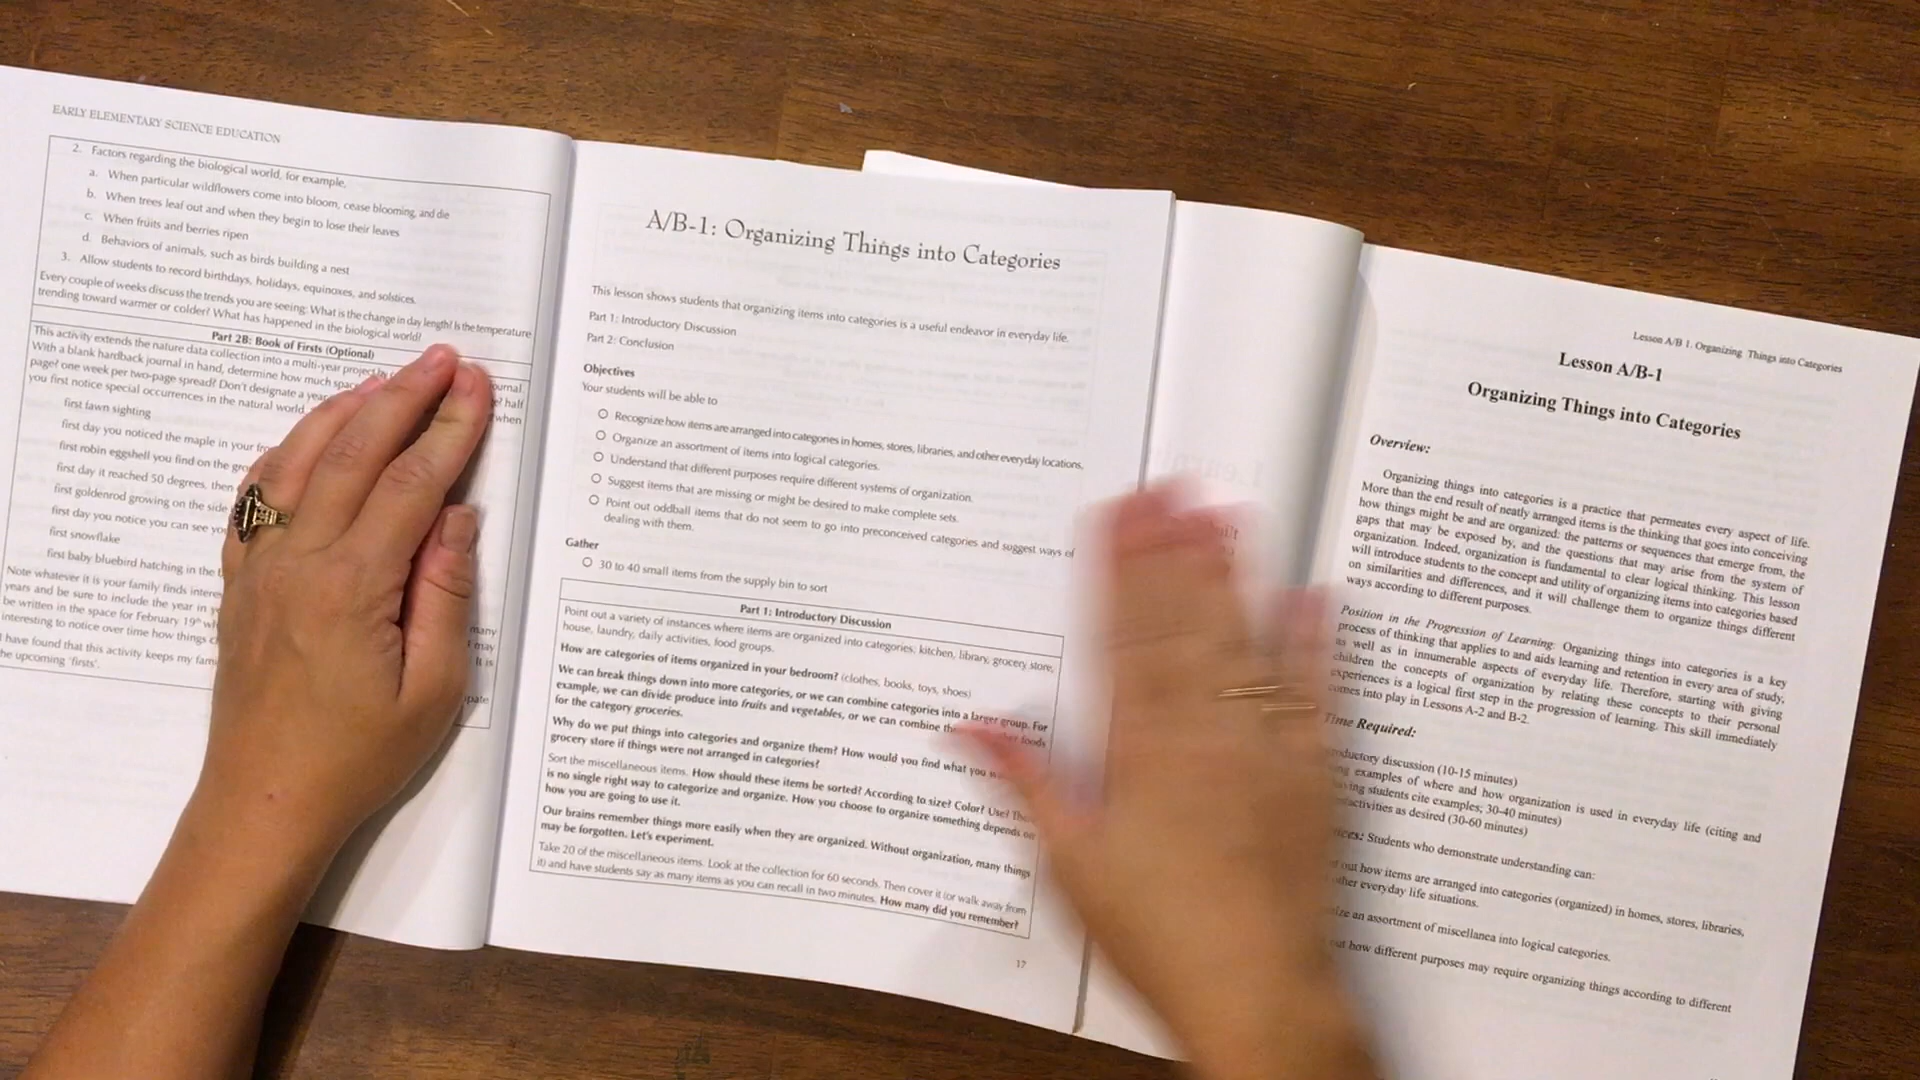 EARLY ELEMENTARY SCIENCE EDUCATION
2. Factors regarding the biological world, for example,
a. When particular wildflowers come into bloom, cease blooming, and die
b. When trees leaf out and when they begin to lose their leaves
c. When fruits and berries ripen
d. Behaviors of animals, such as birds building a nest
3. Allow students to record birthdays, holidays, equinoxes, and solstices.
Every couple of weeks discuss the trends you are seeing: What is the change in day length? Is the temperature
trending toward warmer or colder? What has happened in the biological world?
Part 2B: Book of Firsts (Optional)
This activity extends the nature data collection into a multi-year project by
With a blank hardback journal in hand, determine how much
page? one week per two-page spread? Don't designate a year half
you first notice special occurrences in the natural world. when
first fawn sighting
first day you noticed the maple in your
first robin eggshell you find on the
first day it reached 50 degrees, then
first goldenrod growing on the side
first day you notice you can see
first snowflake
first baby bluebird hatching in the
Note whatever it is your family finds many
years and be sure to include the year in may
be written in the space for February 19th It is
interesting to notice over time how things
I have found that this activity keeps my
the upcoming 'firsts'.
A/B-1: Organizing Things into Categories
This lesson shows students that organizing items into categories is a useful endeavor in everyday life.
Part 1: Introductory Discussion
Part 2: Conclusion
Objectives
Your students will be able to
O Recognize how items are arranged into categories in homes, stores, libraries, and other everyday locations.
O Organize an assortment of items into logical categories.
O Understand that different purposes require different systems of organization.
O Suggest items that are missing or might be desired to make complete sets.
O Point out oddball items that do not seem to go into preconceived categories and suggest ways of
dealing with them.
Gather
O 30 to 40 small items from the supply bin to sort
Part 1: Introductory Discussion
Point out a variety of instances where items are organized into categories: kitchen, library, grocery store,
house, laundry, daily activities, food groups.
How are categories of items organized in your bedroom? (clothes, books, toys, shoes)
We can break things down into more categories, or we can combine categories into a larger group. For
example, we can divide produce into fruits and vegetables, or we can combine foods
for the category groceries.
Why do we put things into categories and organize them? How would you find what you
grocery store if things were not arranged in categories?
Sort the miscellaneous items. How should these items be sorted? According to size? Color? Use?
is no single right way to categorize and organize. How you choose to organize something depends on
how you are going to use it.
Our brains remember things more easily when they are organized. Without organization, many things
may be forgotten. Let's experiment.
Take 20 of the miscellaneous items. Look at the collection for 60 seconds. Then cover it (or walk away from
it) and have students say as many items as you can recall in two minutes. How many did you remember?
17
Lesson A/B 1. Organizing Things into Categories
Lesson A/B-1
Organizing Things into Categories
Overview:
Organizing things into categories is a practice that permeates every aspect of life.
More than the end result of neatly arranged items is the thinking that goes into conceiving
how things might be and are organized: the patterns or sequences that emerge from, the
gaps that may be exposed by, and the questions that may arise from the system of
organization. Indeed, organization is fundamental to clear logical thinking. This lesson
will introduce students to the concept and utility of organizing items into categories based
on similarities and differences, and it will challenge them to organize things different
ways according to different purposes.
Position in the Progression of Learning: Organizing things into categories is a key
process of thinking that applies to and aids learning and retention in every area of study,
as well as in innumerable aspects of everyday life. Therefore, starting with giving
children the concepts of organization by relating these concepts to their personal
experiences is a logical first step in the progression of learning. This skill immediately
comes into play in Lessons A-2 and B-2.
Time Required:
discussion (10-15 minutes)
examples of where and how organization is used in everyday life (citing and
students cite examples; 30-40 minutes)
activities as desired (30-60 minutes)
Students who demonstrate understanding can:
out how items are arranged into categories (organized) in homes, stores, libraries,
other everyday life situations.
an assortment of miscellanea into logical categories.
out how different purposes may require organizing things according to different